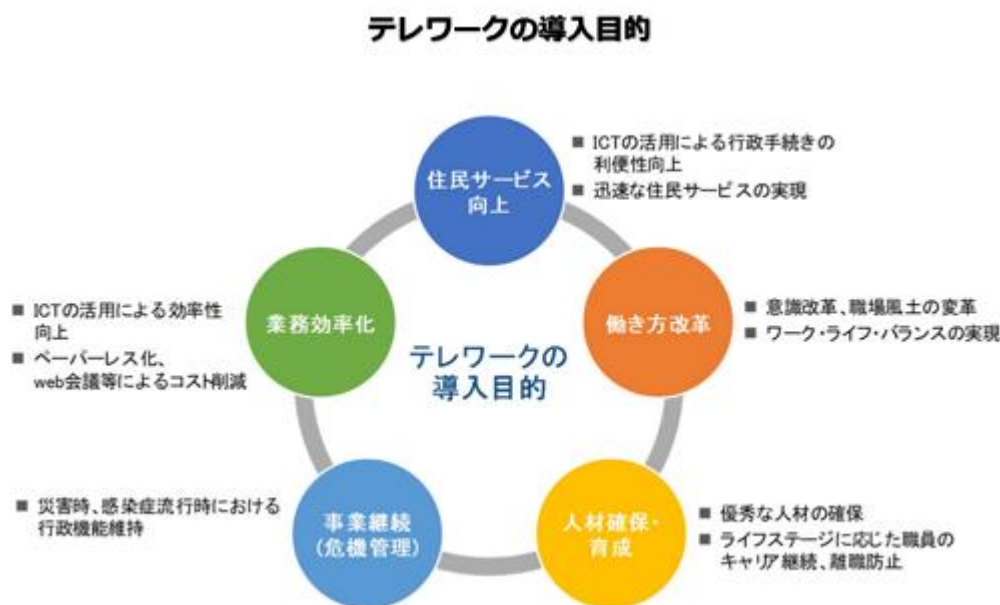 テレワークの導入目的
住民サービス
向上
■ ICTの活用による行政手続きの
利便性向上
■ 迅速な住民サービスの実現
働き方改革
■ 意識改革、職場風土の変革
■ ワーク・ライフ・バランスの実現
人材確保・
育成
■ 優秀な人材の確保
■ ライフステージに応じた職員の
キャリア継続、離職防止
事業継続
(危機管理)
■ 災害時、感染症流行時における
行政機能維持
業務効率化
■ ICTの活用による効率性
向上
■ ペーパーレス化、
web会議等によるコスト削減
テレワークの
導入目的